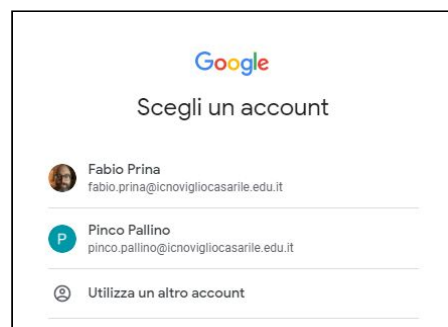 Google
Scegli un account
Fabio Prina
fabio.prina@icnovigliocasarile.edu.it
P
Pinco Pallino
pinco.pallino@icnovigliocasarile.edu.it
Utilizza un altro account